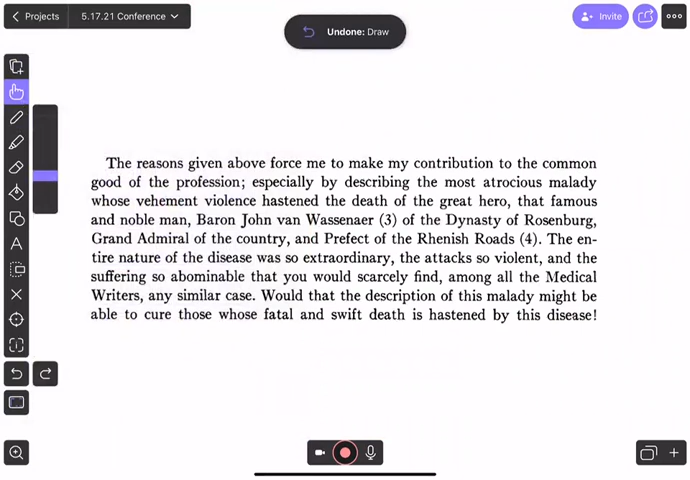 Projects
5.17.21 Conference
Undone: Draw
Invite
The reasons given above force me to make my contribution to the common
good of the profession; especially by describing the most atrocious malady
whose vehement violence hastened the death of the great hero, that famous
and noble man, Baron John van Wassenaer (3) of the Dynasty of Rosenburg,
Grand Admiral of the country, and Prefect of the Rhenish Roads (4). The en-
tire nature of the disease was so extraordinary, the attacks so violent, and the
suffering so abominable that you would scarcely find, among all the Medical
Writers, any similar case. Would that the description of this malady might be
able to cure those whose fatal and swift death is hastened by this disease!